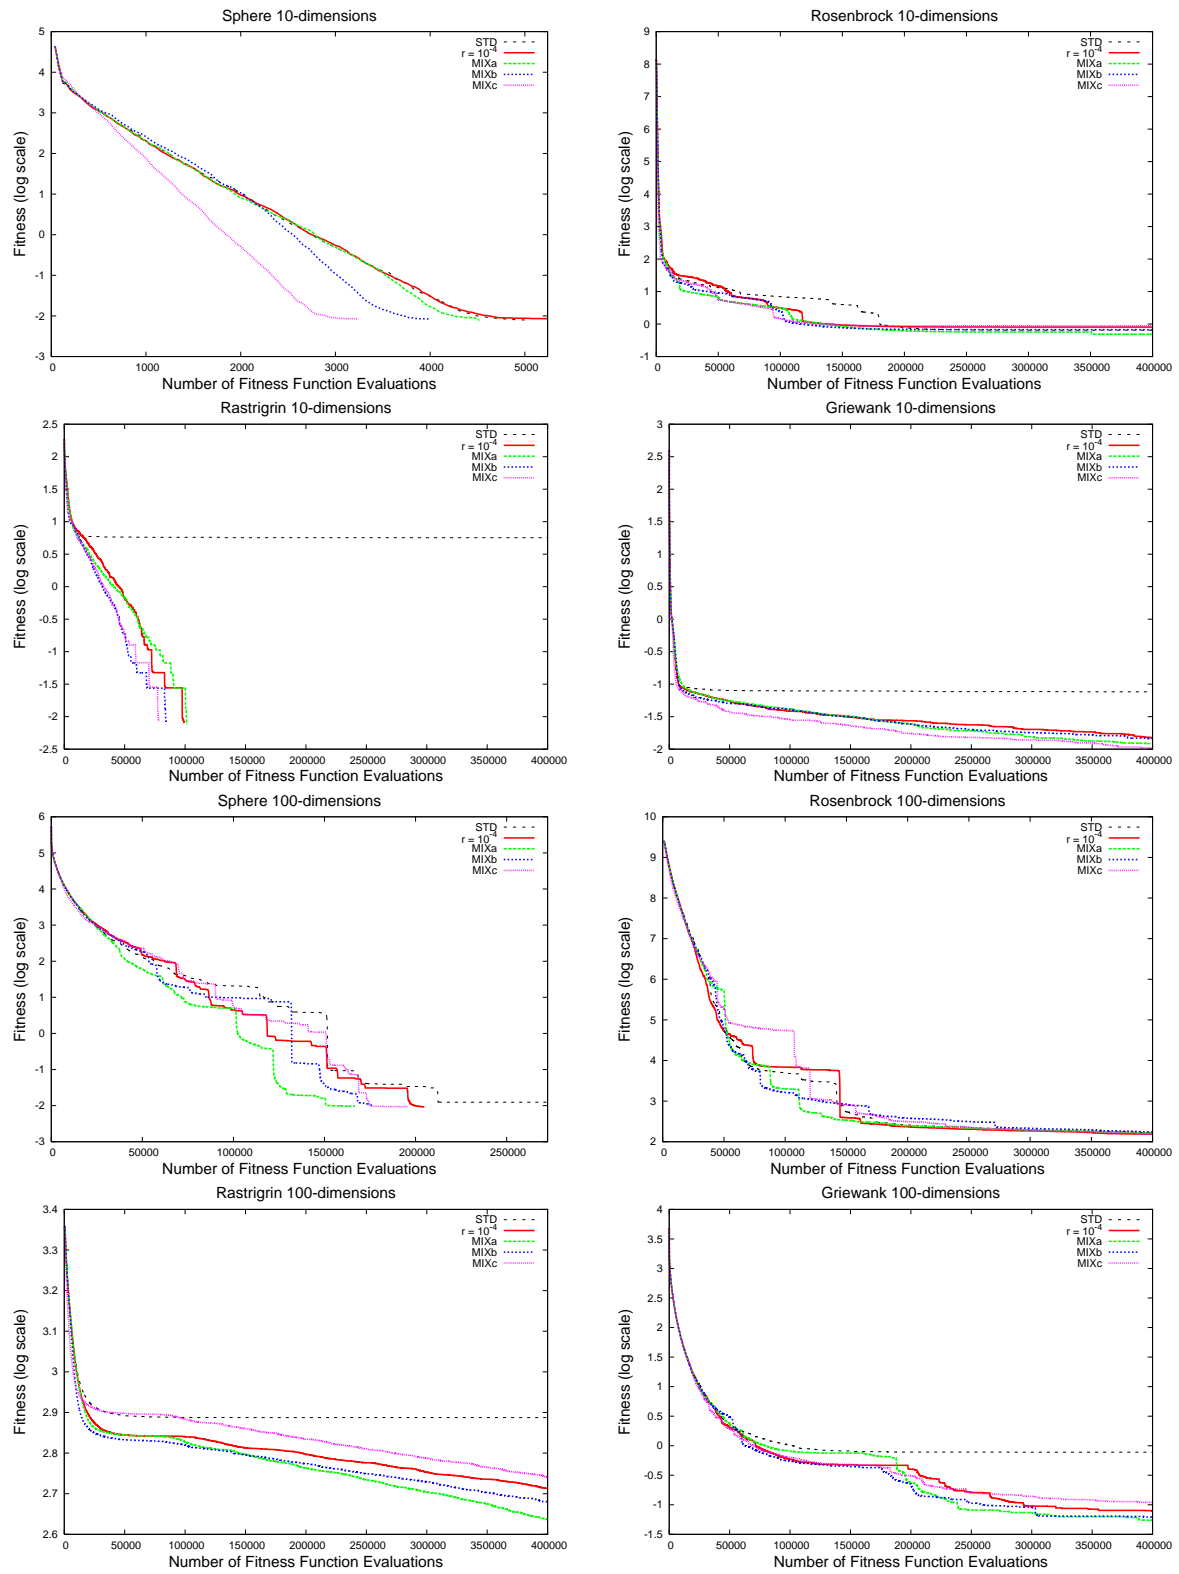 Sphere 10-dimensions
Fitness (log scale)
5
4
3
2
1
0
-1
-2
-3
STD
r = 10^-4
MIXa
MIXb
MIXc
0 1000 2000 3000 4000 5000
Number of Fitness Function Evaluations
Rosenbrock 10-dimensions
Fitness (log scale)
9
8
7
6
5
4
3
2
1
0
-1
STD
r = 10^-4
MIXa
MIXb
MIXc
0 50000 100000 150000 200000 250000 300000 350000 400000
Number of Fitness Function Evaluations
Rastrigrin 10-dimensions
Fitness (log scale)
2.5
2
1.5
1
0.5
0
-0.5
-1
-1.5
-2
-2.5
STD
r = 10^-4
MIXa
MIXb
MIXc
0 50000 100000 150000 200000 250000 300000 350000 400000
Number of Fitness Function Evaluations
Griewank 10-dimensions
Fitness (log scale)
3
2.5
2
1.5
1
0.5
0
-0.5
-1
-1.5
-2
STD
r = 10^-4
MIXa
MIXb
MIXc
0 50000 100000 150000 200000 250000 300000 350000 400000
Number of Fitness Function Evaluations
Sphere 100-dimensions
Fitness (log scale)
6
5
4
3
2
1
0
-1
-2
-3
STD
r = 10^-4
MIXa
MIXb
MIXc
0 50000 100000 150000 200000 250000
Number of Fitness Function Evaluations
Rosenbrock 100-dimensions
Fitness (log scale)
10
9
8
7
6
5
4
3
2
STD
r = 10^-4
MIXa
MIXb
MIXc
0 50000 100000 150000 200000 250000 300000 350000 400000
Number of Fitness Function Evaluations
Rastrigrin 100-dimensions
Fitness (log scale)
3.4
3.3
3.2
3.1
3
2.9
2.8
2.7
2.6
STD
r = 10^-4
MIXa
MIXb
MIXc
0 50000 100000 150000 200000 250000 300000 350000 400000
Number of Fitness Function Evaluations
Griewank 100-dimensions
Fitness (log scale)
4
3.5
3
2.5
2
1.5
1
0.5
0
-0.5
-1
-1.5
STD
r = 10^-4
MIXa
MIXb
MIXc
0 50000 100000 150000 200000 250000 300000 350000 400000
Number of Fitness Function Evaluations